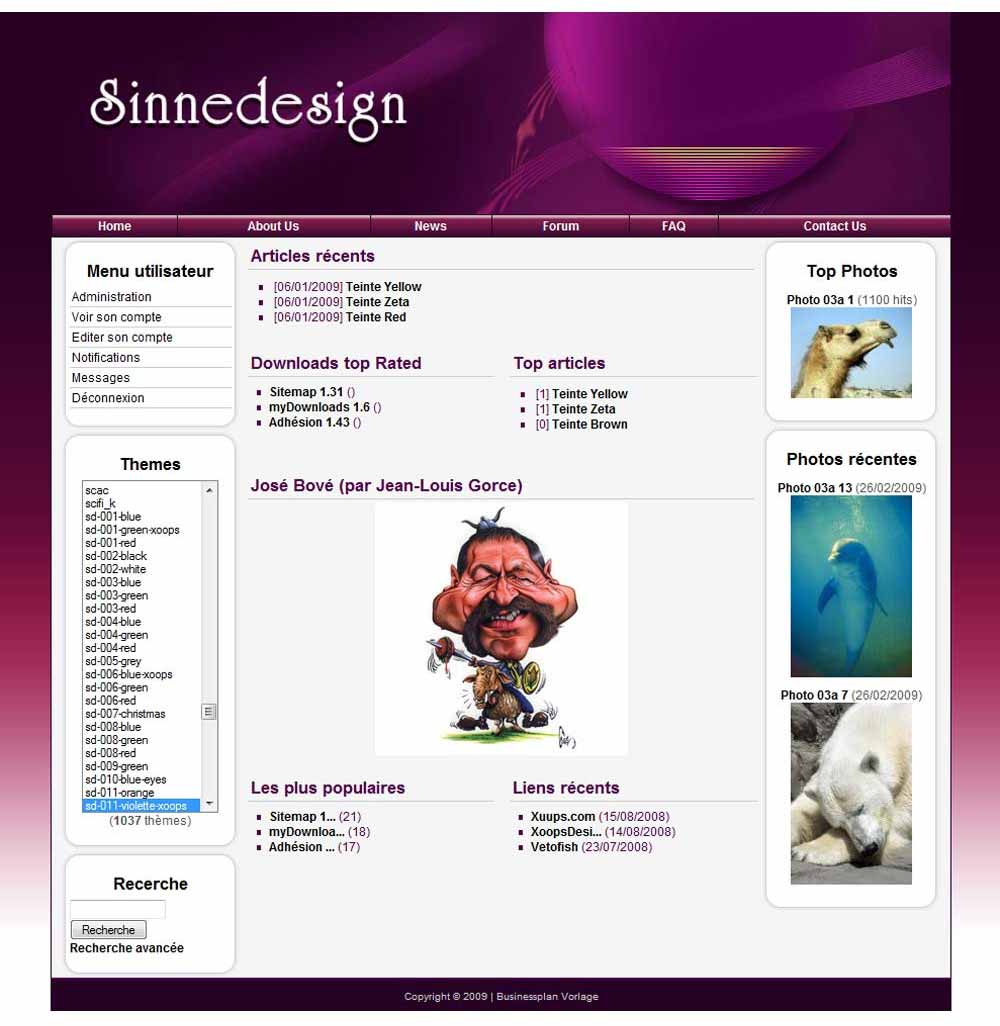 Sinnedesign
Home About Us News Forum FAQ Contact Us
Menu utilisateur
Administration
Voir son compte
Editer son compte
Notifications
Messages
Déconnexion
Themes
scac
scifi_k
sd-001-blue
sd-001-green-xoops
sd-001-red
sd-002-black
sd-002-white
sd-003-blue
sd-003-green
sd-003-red
sd-004-blue
sd-004-green
sd-004-red
sd-005-grey
sd-006-blue-xoops
sd-006-green
sd-006-red
sd-007-christmas
sd-008-blue
sd-008-green
sd-008-red
sd-009-green
sd-010-blue-eyes
sd-011-orange
sd-011-violette-xoops
(1037 thèmes)
Recerche
Recherche
Recherche avancée
Articles récents
[06/01/2009] Teinte Yellow
[06/01/2009] Teinte Zeta
[06/01/2009] Teinte Red
Downloads top Rated
Sitemap 1.31 ()
myDownloads 1.6 ()
Adhésion 1.43 ()
Top articles
[1] Teinte Yellow
[1] Teinte Zeta
[0] Teinte Brown
José Bové (par Jean-Louis Gorce)
Les plus populaires
Sitemap 1... (21)
myDownloa... (18)
Adhésion ... (17)
Liens récents
Xuups.com (15/08/2008)
XoopsDesi... (14/08/2008)
Vetofish (23/07/2008)
Top Photos
Photo 03a 1 (1100 hits)
Photos récentes
Photo 03a 13 (26/02/2009)
Photo 03a 7 (26/02/2009)
Copyright © 2009 | Businessplan Vorlage